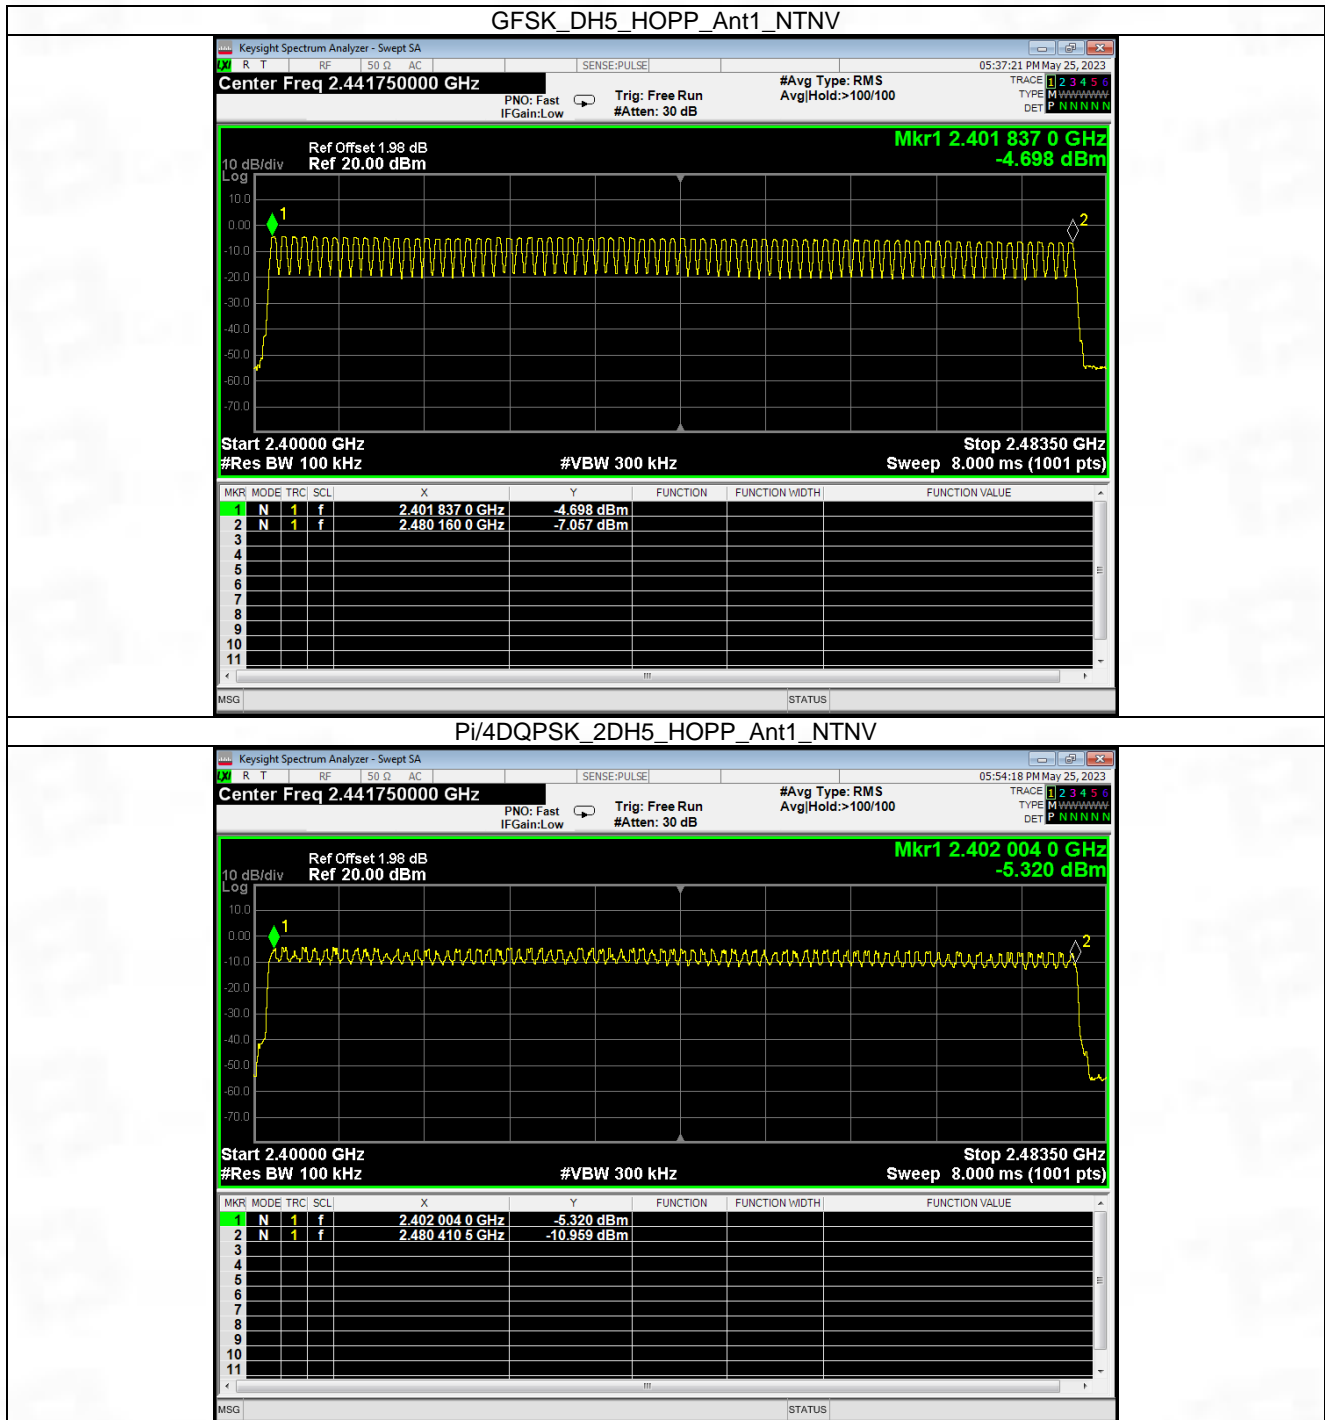 GFSK_DH5_HOPP_Ant1_NTNV
Keysight Spectrum Analyzer - Swept SA
LXI R T RF 50 Ω AC SENSE:PULSE 05:37:21 PM May 25, 2023
Center Freq 2.441750000 GHz #Avg Type: RMS TRACE 1 2 3 4 5 6
PNO: Fast Trig: Free Run Avg|Hold:>100/100 TYPE M WWWWW
IFGain:Low #Atten: 30 dB DET P N N N N N
Mkr1 2.401 837 0 GHz
Ref Offset 1.98 dB
10 dB/div Ref 20.00 dBm -4.698 dBm
Log
10.0
1
2
0.00
-10.0
-20.0
-30.0
-40.0
-50.0
-60.0
-70.0
Start 2.40000 GHz Stop 2.48350 GHz
#Res BW 100 kHz #VBW 300 kHz Sweep 8.000 ms (1001 pts)
MKR MODE TRC SCL X Y FUNCTION FUNCTION WIDTH FUNCTION VALUE
1 N 1 f 2.401 837 0 GHz -4.698 dBm
2 N 1 f 2.480 160 0 GHz -7.057 dBm
3
4
5
6
7
8
9
10
11
MSG STATUS
Pi/4DQPSK_2DH5_HOPP_Ant1_NTNV
Keysight Spectrum Analyzer - Swept SA
LXI R T RF 50 Ω AC SENSE:PULSE 05:54:18 PM May 25, 2023
Center Freq 2.441750000 GHz #Avg Type: RMS TRACE 1 2 3 4 5 6
PNO: Fast Trig: Free Run Avg|Hold:>100/100 TYPE M WWWWW
IFGain:Low #Atten: 30 dB DET P N N N N N
Mkr1 2.402 004 0 GHz
Ref Offset 1.98 dB
10 dB/div Ref 20.00 dBm -5.320 dBm
Log
10.0
1
0.00
2
-10.0
-20.0
-30.0
-40.0
-50.0
-60.0
-70.0
Start 2.40000 GHz Stop 2.48350 GHz
#Res BW 100 kHz #VBW 300 kHz Sweep 8.000 ms (1001 pts)
MKR MODE TRC SCL X Y FUNCTION FUNCTION WIDTH FUNCTION VALUE
1 N 1 f 2.402 004 0 GHz -5.320 dBm
2 N 1 f 2.480 410 5 GHz -10.959 dBm
3
4
5
6
7
8
9
10
11
MSG STATUS